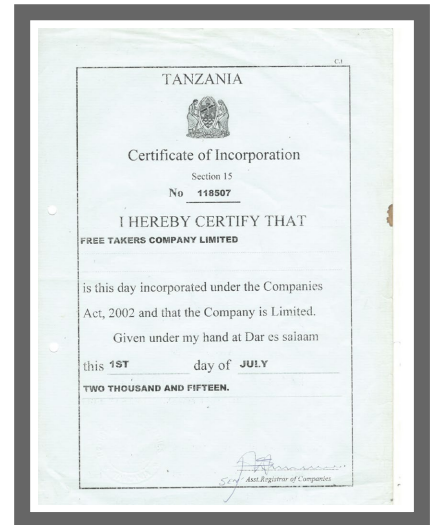 C.1
TANZANIA
Certificate of Incorporation
Section 15
No 118507
I HEREBY CERTIFY THAT
FREE TAKERS COMPANY LIMITED
is this day incorporated under the Companies
Act, 2002 and that the Company is Limited.
Given under my hand at Dar es salaam
this 1ST day of JULY
TWO THOUSAND AND FIFTEEN.
Asst.Registrar of Companies